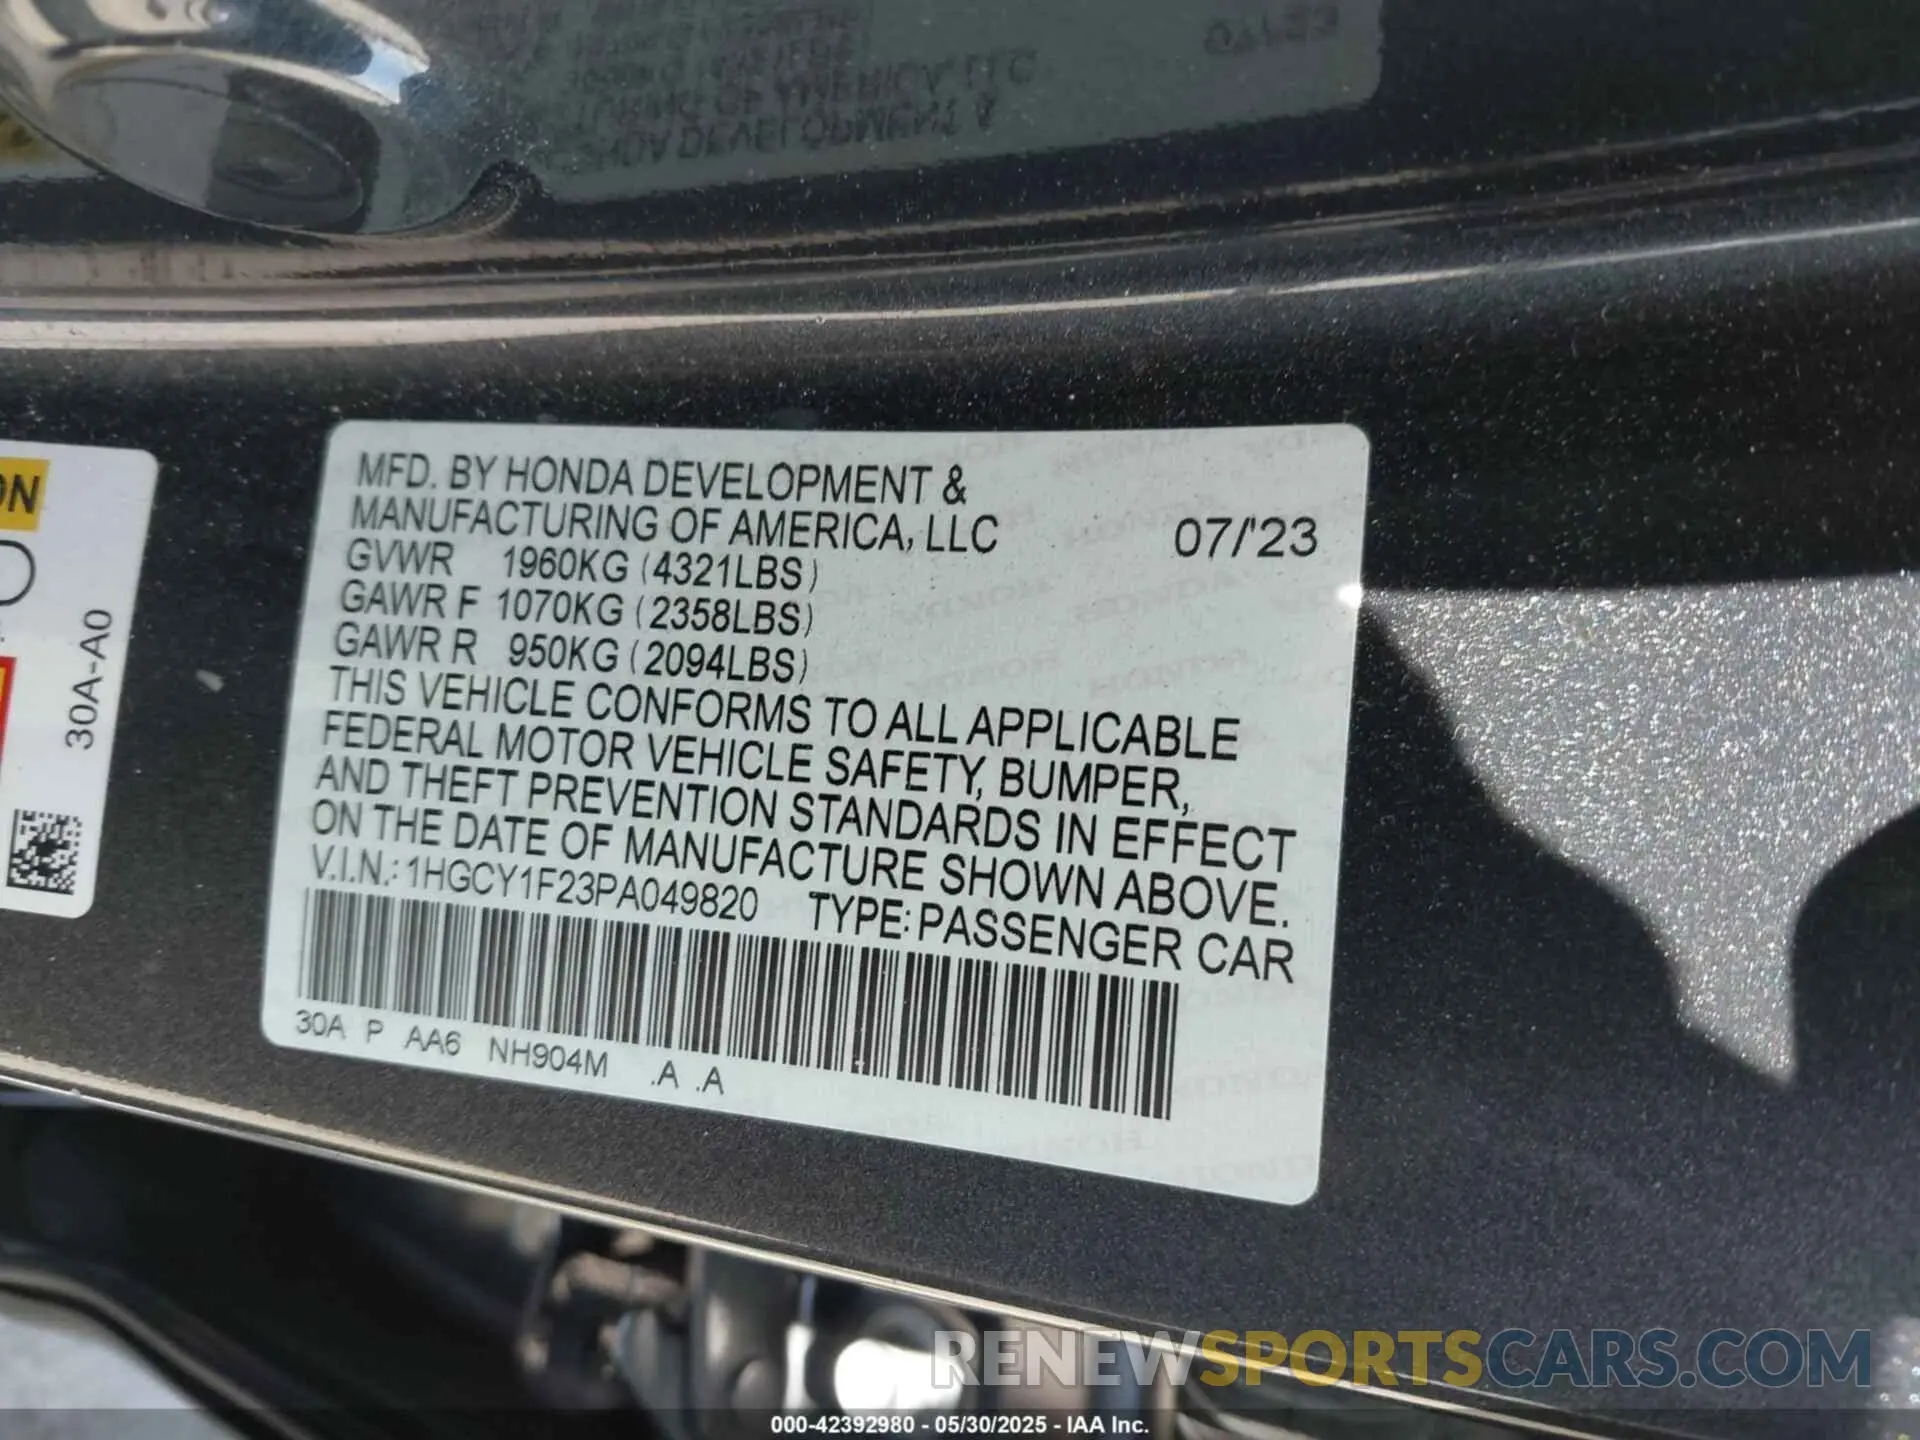 MFD. BY HONDA DEVELOPMENT &
MANUFACTURING OF AMERICA, LLC 07/'23
GVWR 1960KG (4321LBS)
GAWR F 1070KG (2358LBS)
GAWR R 950KG (2094LBS)
THIS VEHICLE CONFORMS TO ALL APPLICABLE
FEDERAL MOTOR VEHICLE SAFETY, BUMPER,
AND THEFT PREVENTION STANDARDS IN EFFECT
ON THE DATE OF MANUFACTURE SHOWN ABOVE.
V.I.N.: 1HGCY1F23PA049820 TYPE: PASSENGER CAR
30A P AA6 NH904M .A .A
ON
30A-A0
RENEWSPORTSCARS.COM
000-42392980 - 05/30/2025 - IAA Inc.